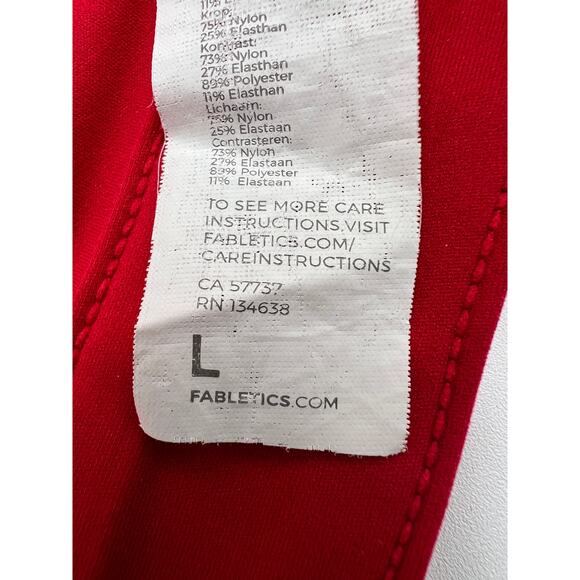 11%
Krop:
75% Nylon
25% Elasthan
Kontrast:
73% Nylon
27% Elasthan
89% Polyester
11% Elasthan
Lichaam:
75% Nylon
25% Elastaan
Contrasteren:
73% Nylon
27% Elastaan
89% Polyester
11% Elastaan
TO SEE MORE CARE
INSTRUCTIONS,VISIT
FABLETICS.COM/
CAREINSTRUCTIONS
CA 57737
RN 134638
L
FABLETICS.COM